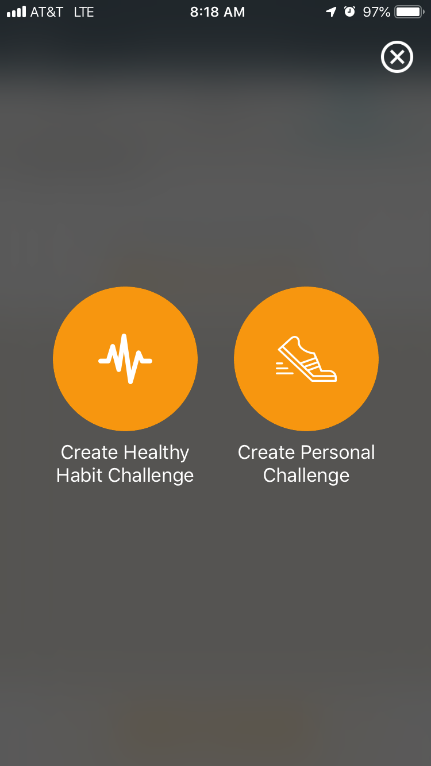 AT&T LTE 8:18 AM 97%
Create Healthy
Habit Challenge
Create Personal
Challenge